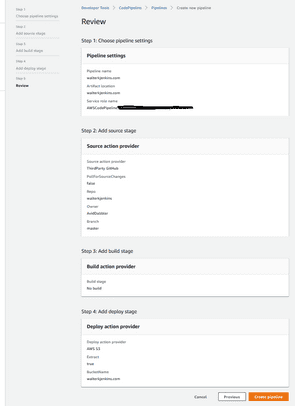 Developer Tools > CodePipeline > Pipelines > Create new pipeline
Step 1
Choose pipeline settings
Step 2
Add source stage
Step 3
Add build stage
Step 4
Add deploy stage
Step 5
Review
Review
Step 1: Choose pipeline settings
Pipeline settings
Pipeline name
walterkjenkins.com
Artifact location
walterkjenkins.com
Service role name
AWSCodePipeline
Step 2: Add source stage
Source action provider
Source action provider
ThirdParty GitHub
PollForSourceChanges
false
Repo
walterkjenkins
Owner
Branch
master
Step 3: Add build stage
Build action provider
Build stage
No build
Step 4: Add deploy stage
Deploy action provider
Deploy action provider
AWS S3
Extract
true
BucketName
walterkjenkins.com
Cancel Previous Create pipeline